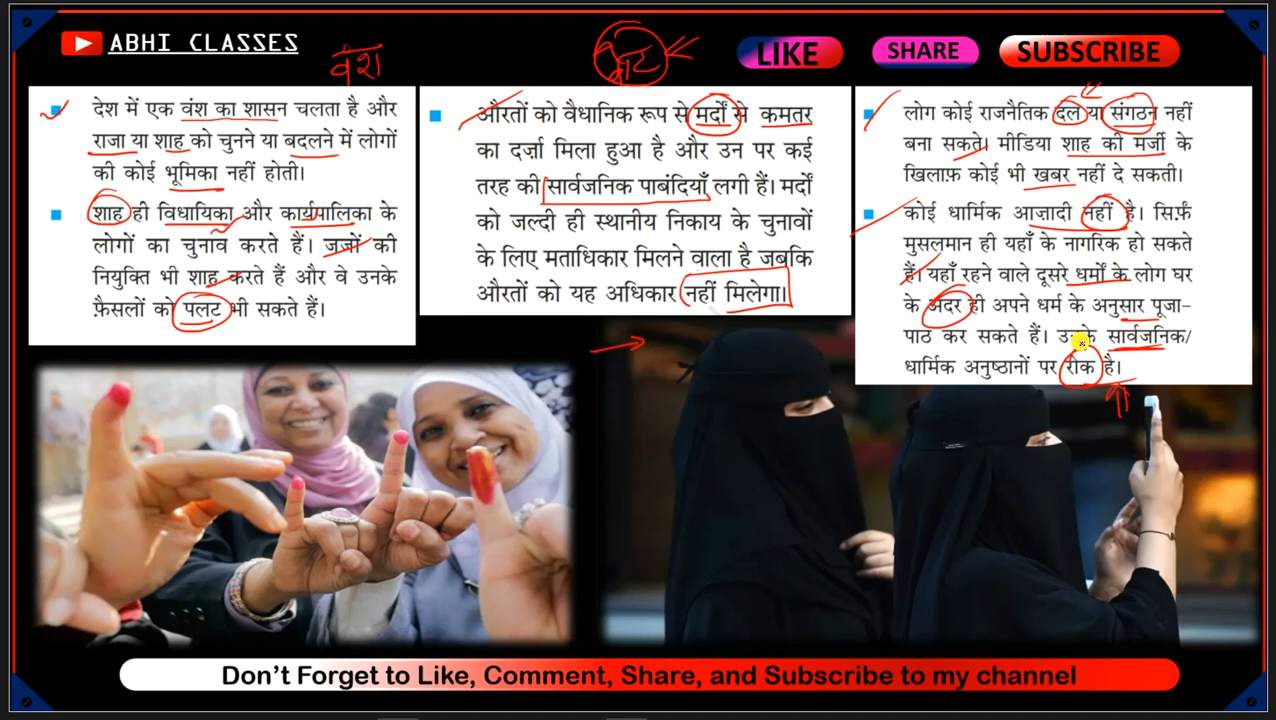 ABHI CLASSES
वंश
LIKE
SHARE
SUBSCRIBE
देश में एक वंश का शासन चलता है और
राजा या शाह को चुनने या बदलने में लोगों
की कोई भूमिका नहीं होती।
शाह ही विधायिका और कार्यपालिका के
लोगों का चुनाव करते हैं। जजों की
नियुक्ति भी शाह करते हैं और वे उनके
फ़ैसलों को पलट भी सकते हैं।
औरतों को वैधानिक रूप से मर्दों से कमतर
का दर्ज़ा मिला हुआ है और उन पर कई
तरह की सार्वजनिक पाबंदियाँ लगी हैं। मर्दों
को जल्दी ही स्थानीय निकाय के चुनावों
के लिए मताधिकार मिलने वाला है जबकि
औरतों को यह अधिकार नहीं मिलेगा।
लोग कोई राजनैतिक दल या संगठन नहीं
बना सकते। मीडिया शाह की मर्जी के
खिलाफ़ कोई भी खबर नहीं दे सकती।
कोई धार्मिक आज़ादी नहीं है। सिर्फ़
मुसलमान ही यहाँ के नागरिक हो सकते
हैं। यहाँ रहने वाले दूसरे धर्मों के लोग घर
के अंदर ही अपने धर्म के अनुसार पूजा-
पाठ कर सकते हैं। उनके सार्वजनिक/
धार्मिक अनुष्ठानों पर रोक है।
Don't Forget to Like, Comment, Share, and Subscribe to my channel